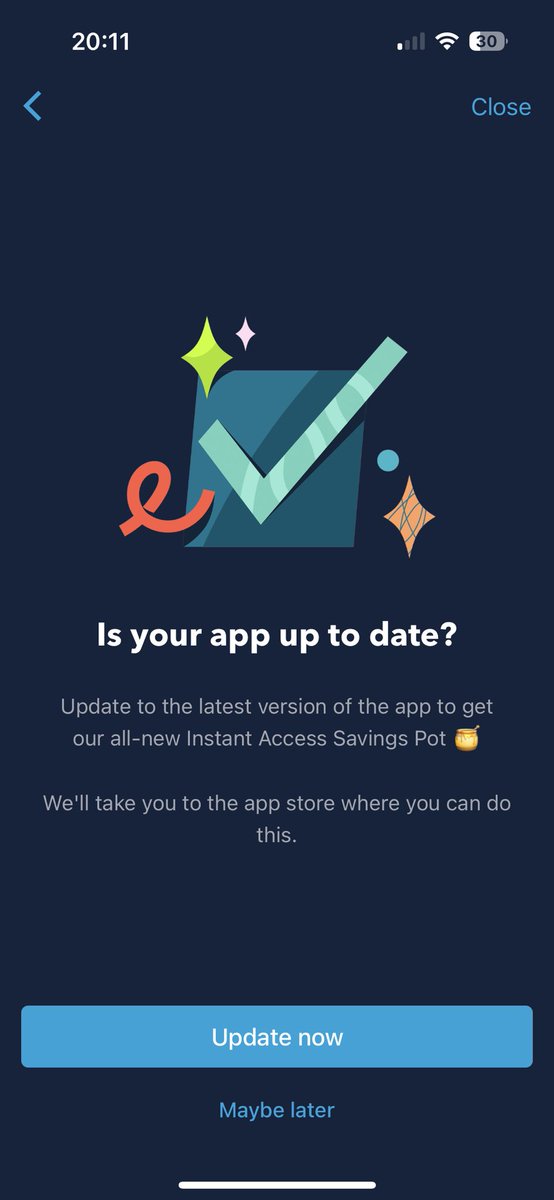 20:11
30
Close
Is your app up to date?
Update to the latest version of the app to get
our all-new Instant Access Savings Pot 🍯
We'll take you to the app store where you can do
this.
Update now
Maybe later